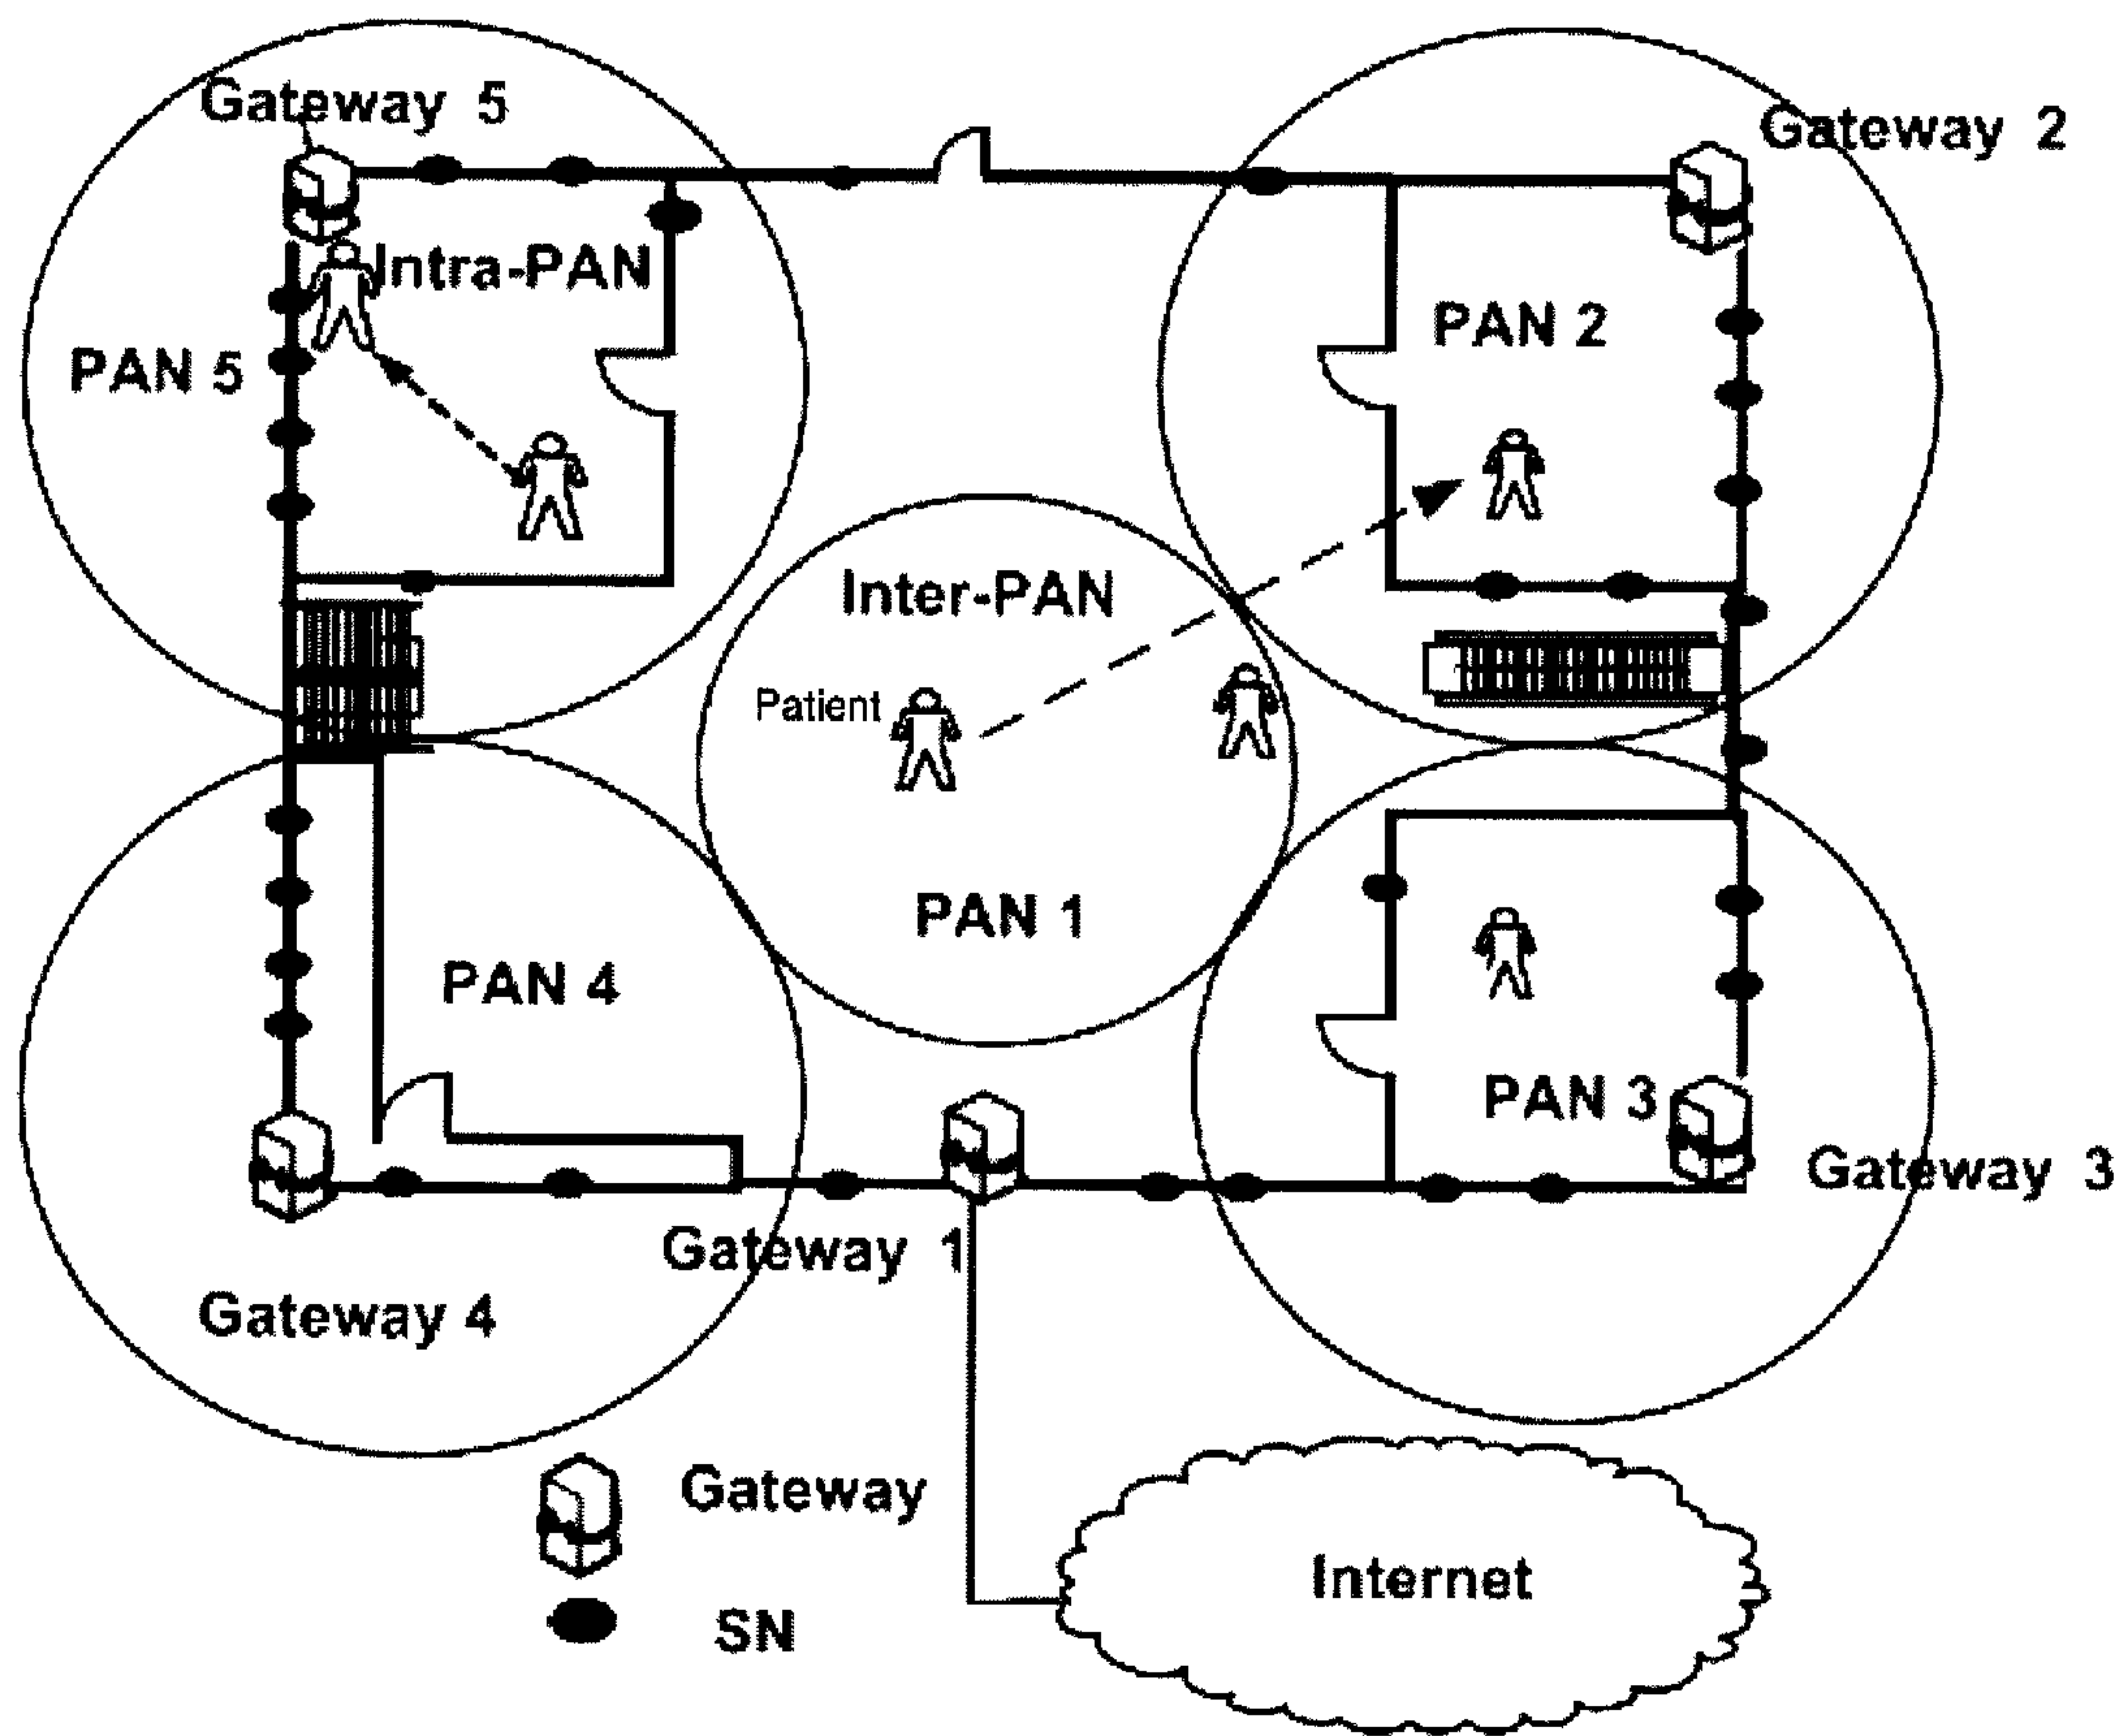 Gateway 5
Gateway 2
Intra-PAN
PAN 2
PAN 5
Inter-PAN
Patient
PAN 1
PAN 4
PAN 3
Gateway 3
Gateway 1
Gateway 4
Gateway
Internet
SN